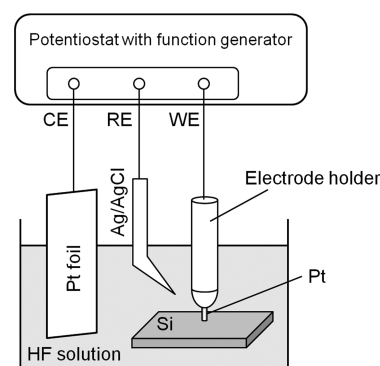 Potentiostat with function generator
CE RE WE
Electrode holder
Ag/AgCl
Pt foil
Pt
Si
HF solution